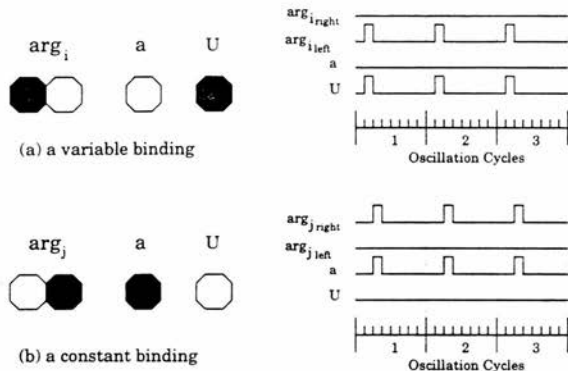 arg_i a U
arg_i right
arg_i left
a
U
1 2 3
Oscillation Cycles
(a) a variable binding
arg_j a U
arg_j right
arg_j left
a
U
1 2 3
Oscillation Cycles
(b) a constant binding